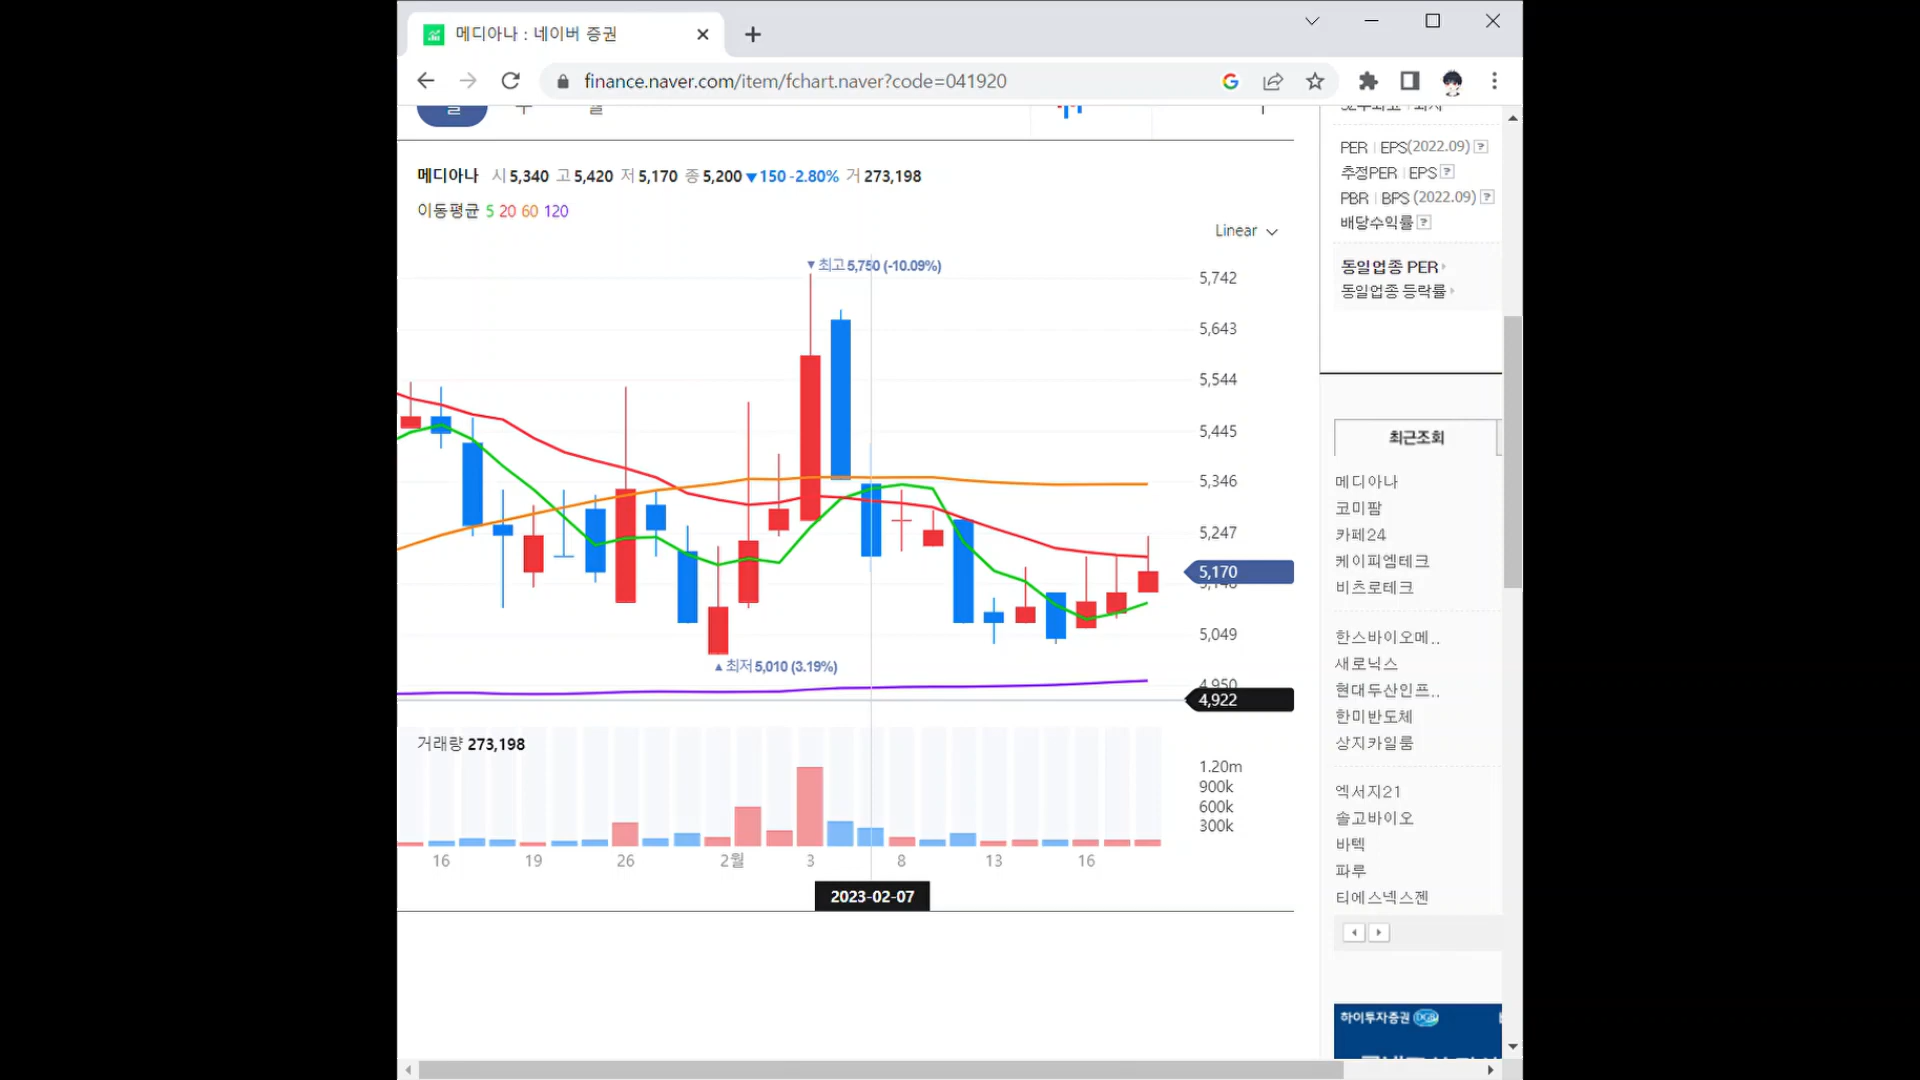 메디아나 : 네이버 증권
finance.naver.com/item/fchart.naver?code=041920
메디아나 시 5,340 고 5,420 저 5,170 종 5,200 ▼150 -2.80% 거 273,198
이동평균 5 20 60 120
Linear
▼최고 5,750 (-10.09%)
5,742
5,643
5,544
5,445
5,346
5,247
5,170
5,049
▲최저 5,010 (3.19%)
4,950
4,922
거래량 273,198
1.20m
900k
600k
300k
16 19 26 2월 3 8 13 16
2023-02-07
PER | EPS(2022.09) ?
추정PER | EPS ?
PBR | BPS (2022.09) ?
배당수익률 ?
동일업종 PER
동일업종 등락률
최근조회
메디아나
코미팜
카페24
케이피엠테크
비츠로테크
한스바이오메..
새로닉스
현대두산인프..
한미반도체
상지카일룸
엑서지21
솔고바이오
바텍
파루
티에스넥스젠
하이투자증권 DGB